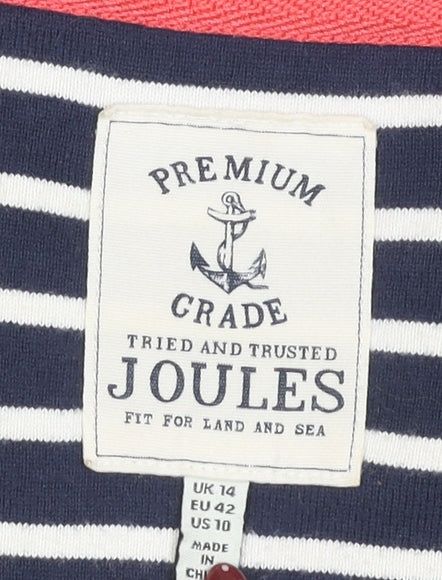 PREMIUM
GRADE
TRIED AND TRUSTED
JOULES
FIT FOR LAND AND SEA
UK 14
EU 42
US 10
MADE
IN